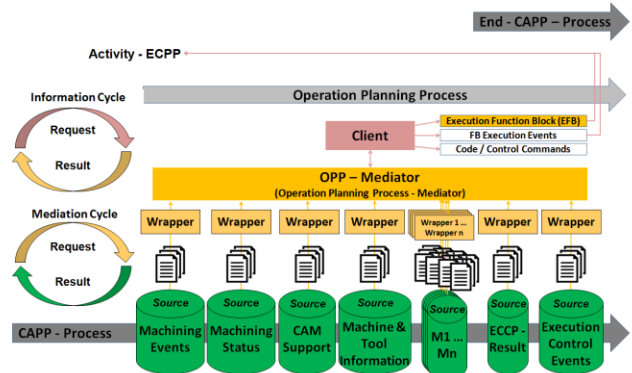 End - CAPP – Process
Activity - ECPP
Information Cycle
Request
Result
Operation Planning Process
Client
Execution Function Block (EFB)
FB Execution Events
Code / Control Commands
OPP – Mediator
(Operation Planning Process - Mediator)
Mediation Cycle
Request
Result
Wrapper
Wrapper
Wrapper
Wrapper
Wrapper 1 ...
Wrapper n
Wrapper
Wrapper
CAPP - Process
Source
Machining
Events
Source
Machining
Status
Source
CAM
Support
Source
Machine &
Tool
Information
Source
M1 ...
Mn
Source
ECCP -
Result
Source
Execution
Control
Events